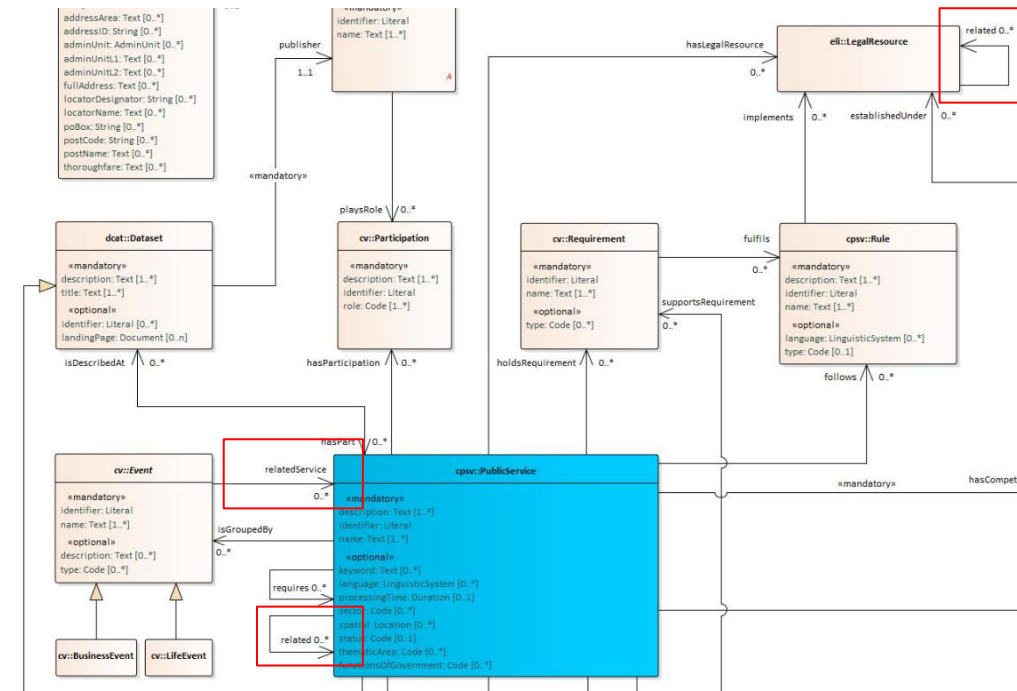 addressArea: Text [0..*]
addressID: String [0..*]
adminUnit: AdminUnit [0..*]
adminUnitL1: Text [0..*]
adminUnitL2: Text [0..*]
fullAddress: Text [0..*]
locatorDesignator: String [0..*]
locatorName: Text [0..*]
poBox: String [0..*]
postCode: String [0..*]
postName: Text [0..*]
thoroughfare: Text [0..*]
publisher
1..1
«mandatory»
«mandatory»
identifier: Literal
name: Text [1..*]
A
hasLegalResource
0..*
eli::LegalResource
related 0..*
implements
0..*
establishedUnder
0..*
playsRole
0..*
dcat::Dataset
«mandatory»
description: Text [1..*]
title: Text [1..*]
«optional»
identifier: Literal [0..*]
landingPage: Document [0..n]
cv::Participation
«mandatory»
description: Text [1..*]
identifier: Literal
role: Code [1..*]
cv::Requirement
«mandatory»
identifier: Literal
name: Text [1..*]
«optional»
type: Code [0..*]
fulfils
0..*
supportsRequirement
0..*
cpsv::Rule
«mandatory»
description: Text [1..*]
identifier: Literal
name: Text [1..*]
«optional»
language: LinguisticSystem [0..*]
type: Code [0..1]
isDescribedAt
0..*
hasParticipation
0..*
holdsRequirement
0..*
follows
0..*
hasPart
0..*
cv::Event
«mandatory»
identifier: Literal
name: Text [1..*]
«optional»
description: Text [0..*]
type: Code [0..*]
relatedService
0..*
isGroupedBy
0..*
requires 0..*
related 0..*
cpsv::PublicService
«mandatory»
description: Text [1..*]
identifier: Literal
name: Text [1..*]
«optional»
keyword: Text [0..*]
language: LinguisticSystem [0..*]
processingTime: Duration [0..1]
sector: Code [0..*]
spatial: Location [0..*]
status: Code [0..1]
thematicArea: Code [0..*]
functionsOfGovernment: Code [0..*]
«mandatory»
hasCompet
cv::BusinessEvent
cv::LifeEvent